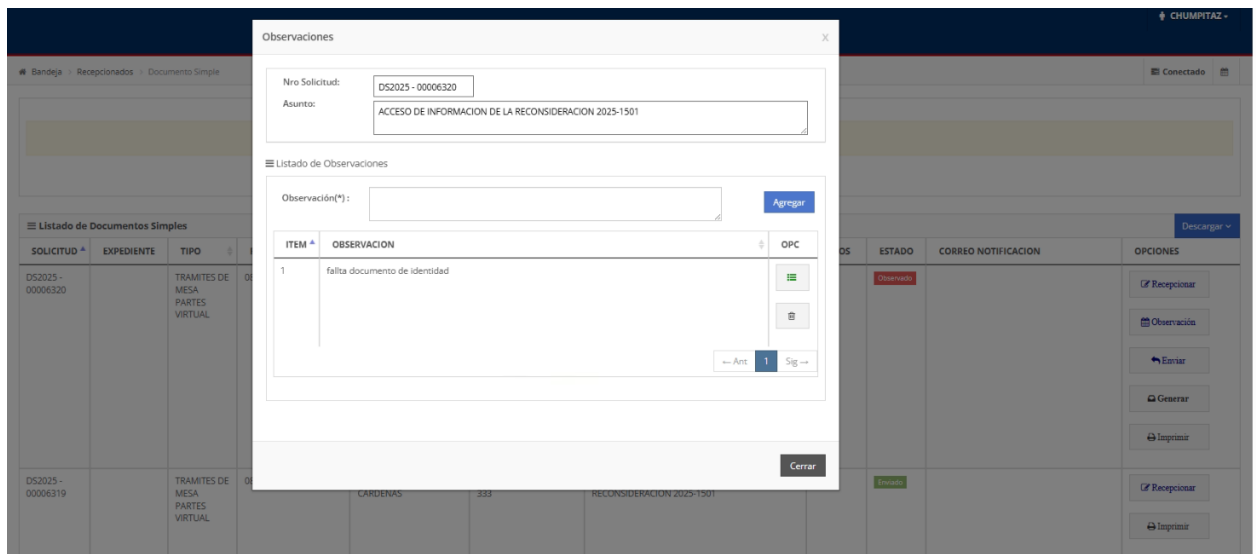 CHUMPITAZ
Observaciones
X
Bandeja
Recepcionados
Documento Simple
Conectado
Nro Solicitud:
DS2025 - 00006320
Asunto:
ACCESO DE INFORMACION DE LA RECONSIDERACION 2025-1501
Listado de Observaciones
Observación(*) :
Agregar
Listado de Documentos Simples
Descargar
ITEM
OBSERVACION
OPC
SOLICITUD
EXPEDIENTE
TIPO
OS
ESTADO
CORREO NOTIFICACION
OPCIONES
1
fallta documento de identidad
DS2025 -
00006320
TRAMITES DE
MESA
PARTES
VIRTUAL
Observado
Recepcionar
Observación
Enviar
Generar
Imprimir
← Ant
1
Sig →
Cerrar
DS2025 -
00006319
TRAMITES DE
MESA
PARTES
VIRTUAL
CARDENAS
333
RECONSIDERACION 2025-1501
Enviado
Recepcionar
Imprimir